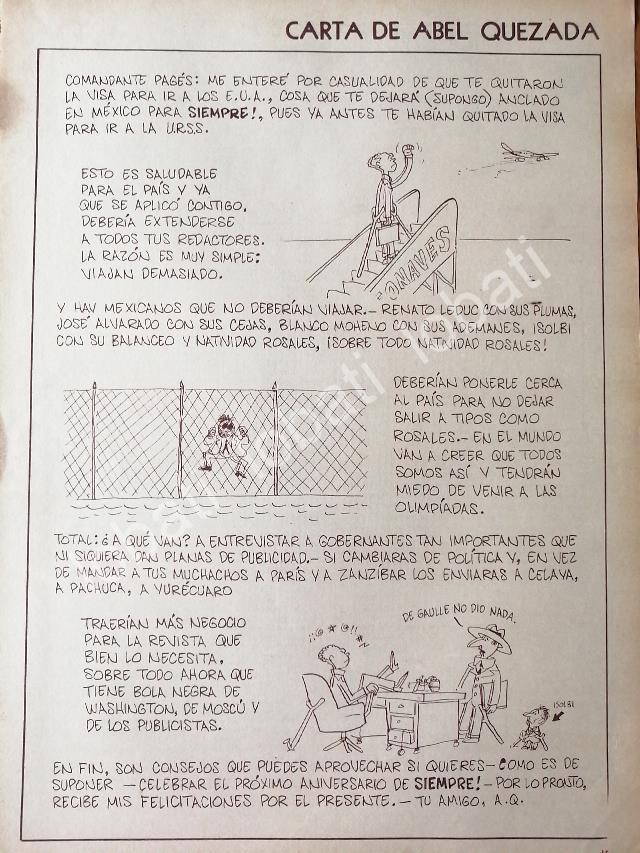 CARTA DE ABEL QUEZADA
COMANDANTE PAGÉS: ME ENTERÉ POR CASUALIDAD DE QUE TE QUITARON
LA VISA PARA IR A LOS E.U.A., COSA QUE TE DEJARÁ (SUPONGO) ANCLADO
EN MÉXICO PARA SIEMPRE!, PUES YA ANTES TE HABÍAN QUITADO LA VISA
PARA IR A LA U.R.S.S.
ESTO ES SALUDABLE
PARA EL PAÍS Y YA
QUE SE APLICÓ CONTIGO,
DEBERÍA EXTENDERSE
A TODOS TUS REDACTORES.
LA RAZÓN ES MUY SIMPLE:
VIAJAN DEMASIADO.
ONAVES
Y HAY MEXICANOS QUE NO DEBERÍAN VIAJAR.- RENATO LEDUC CON SUS PLUMAS,
JOSÉ ALVARADO CON SUS CEJAS, BLANCO MOHENO CON SUS ADEMANES, ISOLBI
CON SU BALANCEO Y NATIVIDAD ROSALES, ¡SOBRE TODO NATIVIDAD ROSALES!
DEBERÍAN PONERLE CERCA
AL PAÍS PARA NO DEJAR
SALIR A TIPOS COMO
ROSALES.- EN EL MUNDO
VAN A CREER QUE TODOS
SOMOS ASÍ Y TENDRÁN
MIEDO DE VENIR A LAS
OLIMPÍADAS.
TOTAL: ¿A QUÉ VAN? A ENTREVISTAR A GOBERNANTES TAN IMPORTANTES QUE
NI SIQUIERA DAN PLANAS DE PUBLICIDAD.- SI CAMBIARAS DE POLÍTICA Y, EN VEZ
DE MANDAR A TUS MUCHACHOS A PARÍS Y A ZANZÍBAR LOS ENVIARAS A CELAYA,
A PACHUCA, A YURÉCUARO
TRAERÍAN MÁS NEGOCIO
PARA LA REVISTA QUE
BIEN LO NECESITA,
SOBRE TODO AHORA QUE
TIENE BOLA NEGRA DE
WASHINGTON, DE MOSCÚ Y
DE LOS PUBLICISTAS.
DE GAULLE NO DIO NADA.
ISOLBI
EN FIN, SON CONSEJOS QUE PUEDES APROVECHAR SI QUIERES - COMO ES DE
SUPONER - CELEBRAR EL PRÓXIMO ANIVERSARIO DE SIEMPRE! - POR LO PRONTO,
RECIBE MIS FELICITACIONES POR EL PRESENTE. - TU AMIGO, A.Q.